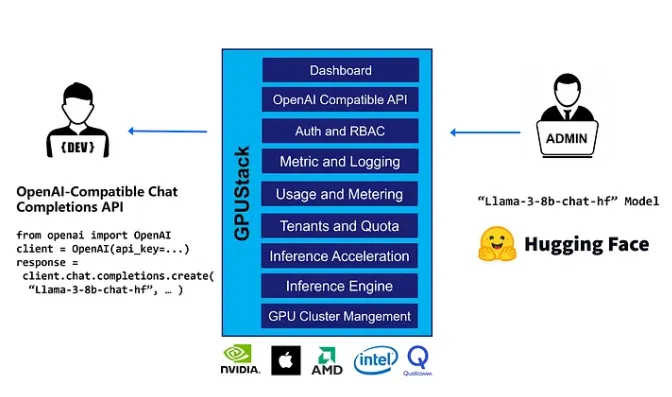 {DEV}
OpenAI-Compatible Chat
Completions API
from openai import OpenAI
client = OpenAI(api_key=...)
response =
client.chat.completions.create(
“Llama-3-8b-chat-hf”, … )
GPUStack
Dashboard
OpenAI Compatible API
Auth and RBAC
Metric and Logging
Usage and Metering
Tenants and Quota
Inference Acceleration
Inference Engine
GPU Cluster Mangement
NVIDIA.
AMD
intel
Qualcomm
ADMIN
“Llama-3-8b-chat-hf” Model
Hugging Face